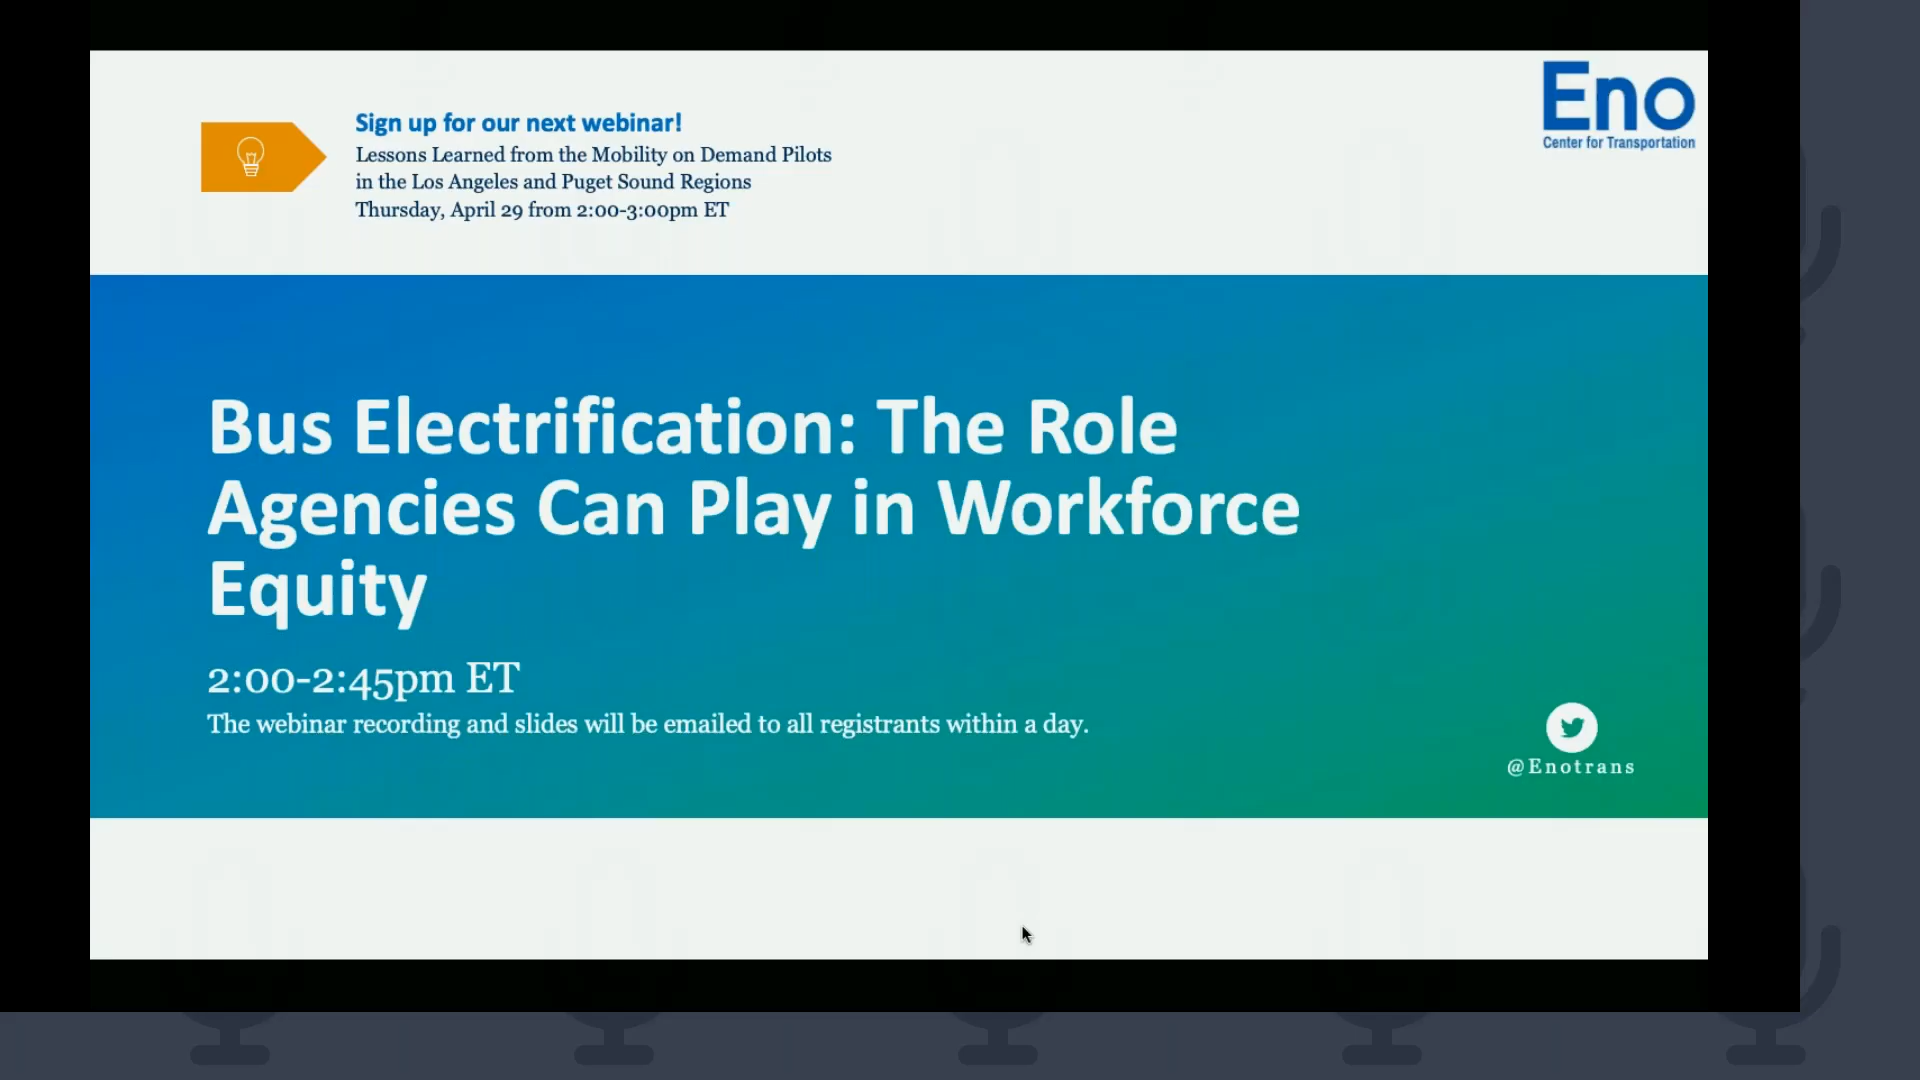 Sign up for our next webinar!
Lessons Learned from the Mobility on Demand Pilots
in the Los Angeles and Puget Sound Regions
Thursday, April 29 from 2:00-3:00pm ET
Eno
Center for Transportation
Bus Electrification: The Role
Agencies Can Play in Workforce
Equity
2:00-2:45pm ET
The webinar recording and slides will be emailed to all registrants within a day.
@Enotrans